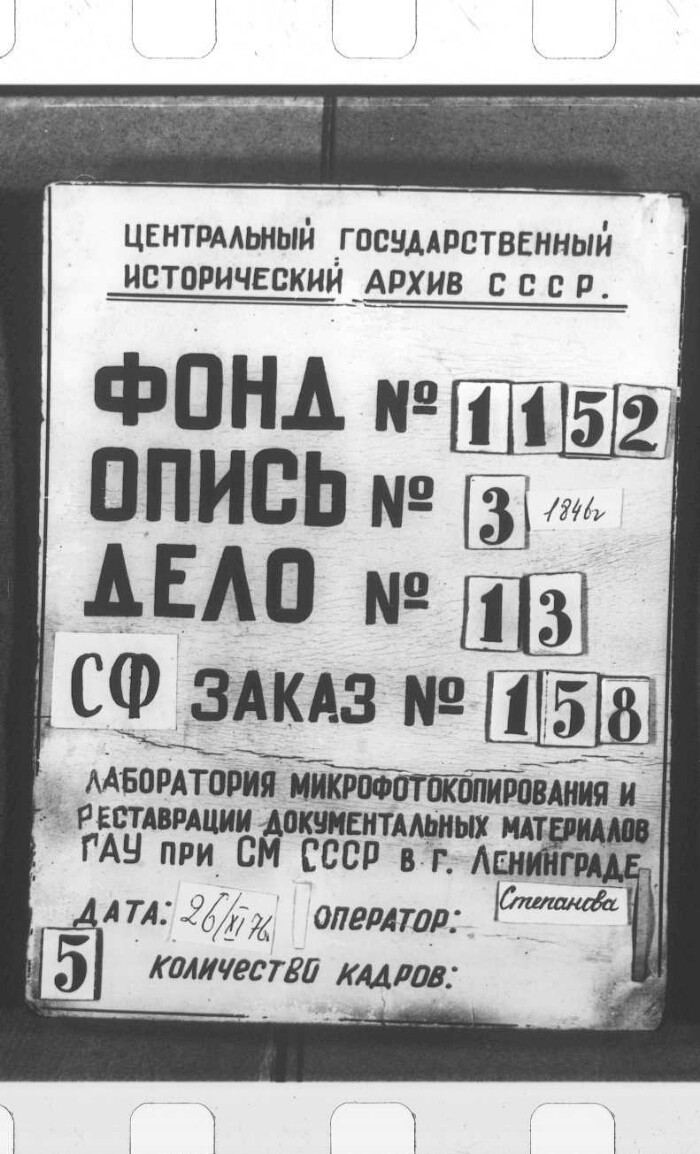 ЦЕНТРАЛЬНЫЙ ГОСУДАРСТВЕННЫЙ
ИСТОРИЧЕСКИЙ АРХИВ СССР.
ФОНД № 1152
ОПИСЬ № 3 1846г
ДЕЛО № 13
СФ ЗАКАЗ № 158
ЛАБОРАТОРИЯ МИКРОФОТОКОПИРОВАНИЯ И
РЕСТАВРАЦИИ ДОКУМЕНТАЛЬНЫХ МАТЕРИАЛОВ
ГАУ ПРИ СМ СССР В Г. ЛЕНИНГРАДЕ
ДАТА: 26/XI 76 ОПЕРАТОР: Степанова
5 КОЛИЧЕСТВО КАДРОВ: